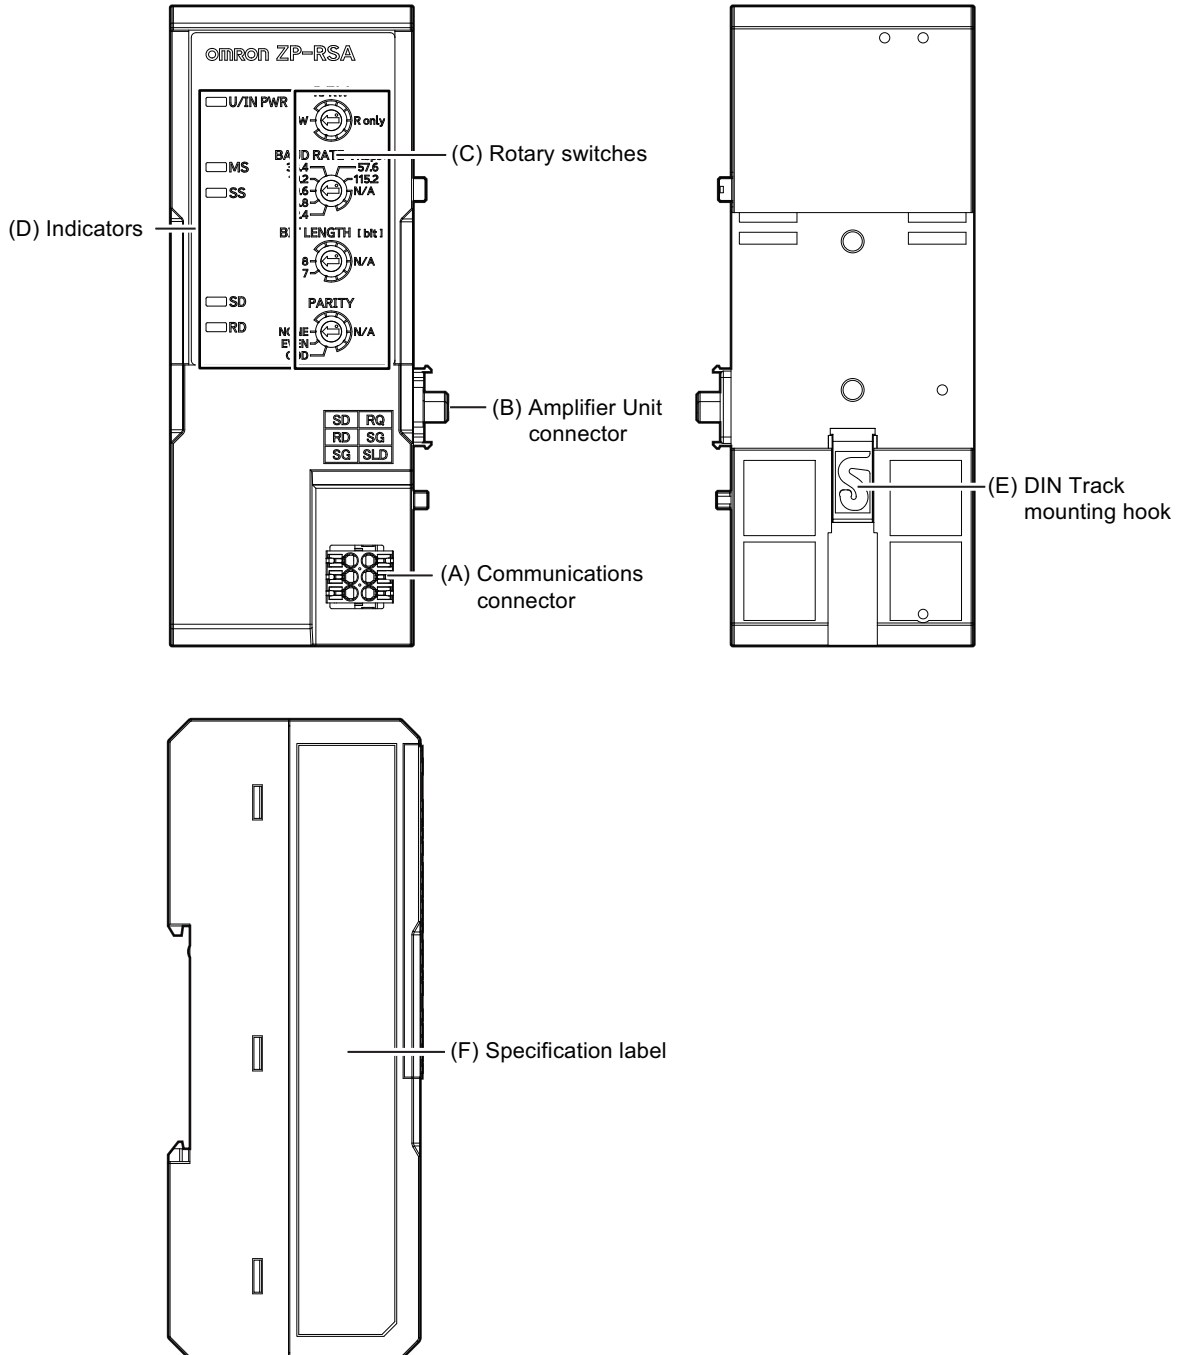 omron ZP-RSA
U/IN PWR
R only
MS
SS
57.6
115.2
N/A
(C) Rotary switches
(D) Indicators
LENGTH [bit]
8
N/A
7
SD
RD
PARITY
N/A
SD RQ
RD SG
SG SLD
(B) Amplifier Unit
connector
(A) Communications
connector
(E) DIN Track
mounting hook
(F) Specification label